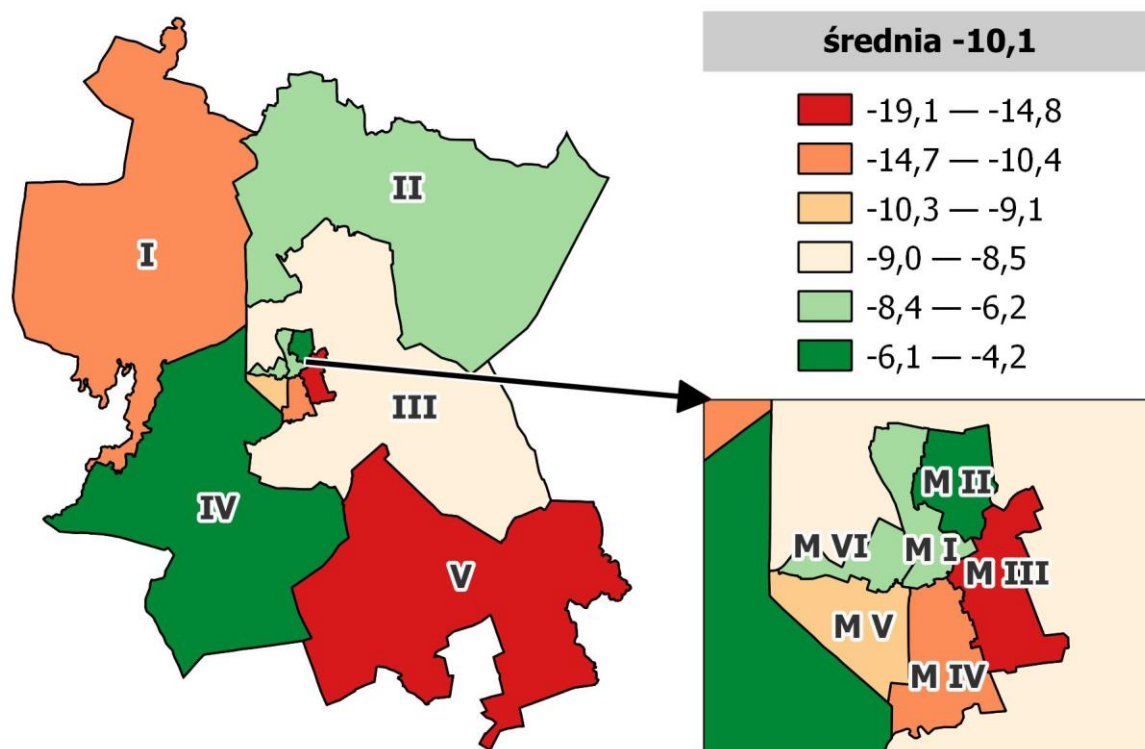 średnia -10,1
-19,1 — -14,8
-14,7 — -10,4
-10,3 — -9,1
-9,0 — -8,5
-8,4 — -6,2
-6,1 — -4,2
I
II
III
IV
V
M II
M VI
M I
M III
M V
M IV